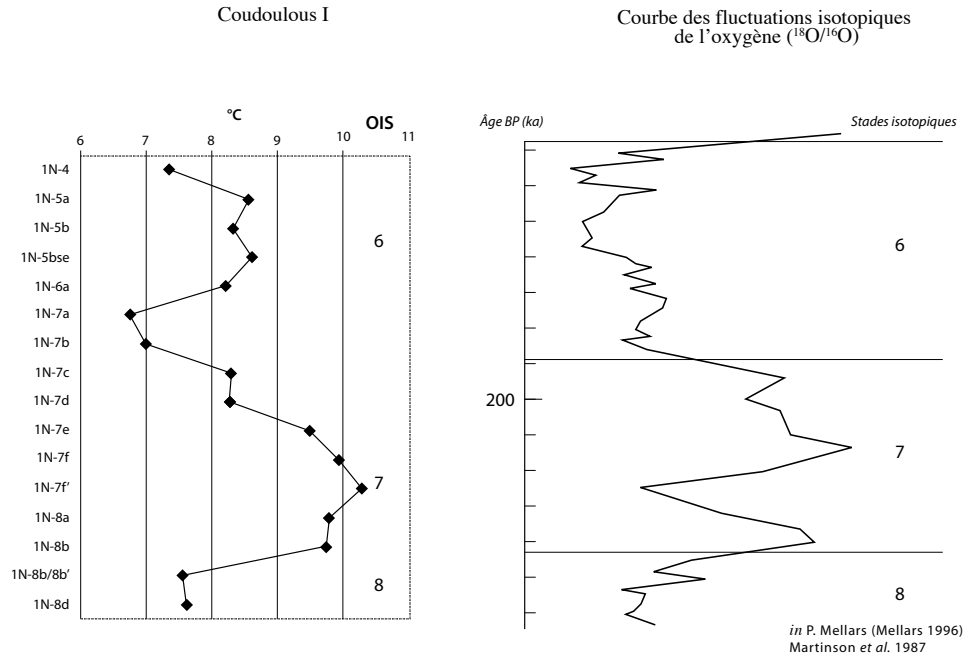 Coudoulous I
Courbe des fluctuations isotopiques
de l’oxygène (¹⁸O/¹⁶O)
°C
OIS
6 7 8 9 10 11
1N-4
1N-5a
1N-5b
1N-5bse
1N-6a
1N-7a
1N-7b
1N-7c
1N-7d
1N-7e
1N-7f
1N-7f’
1N-8a
1N-8b
1N-8b/8b’
1N-8d
6
7
8
Âge BP (ka)
Stades isotopiques
6
200
7
8
in P. Mellars (Mellars 1996)
Martinson et al. 1987